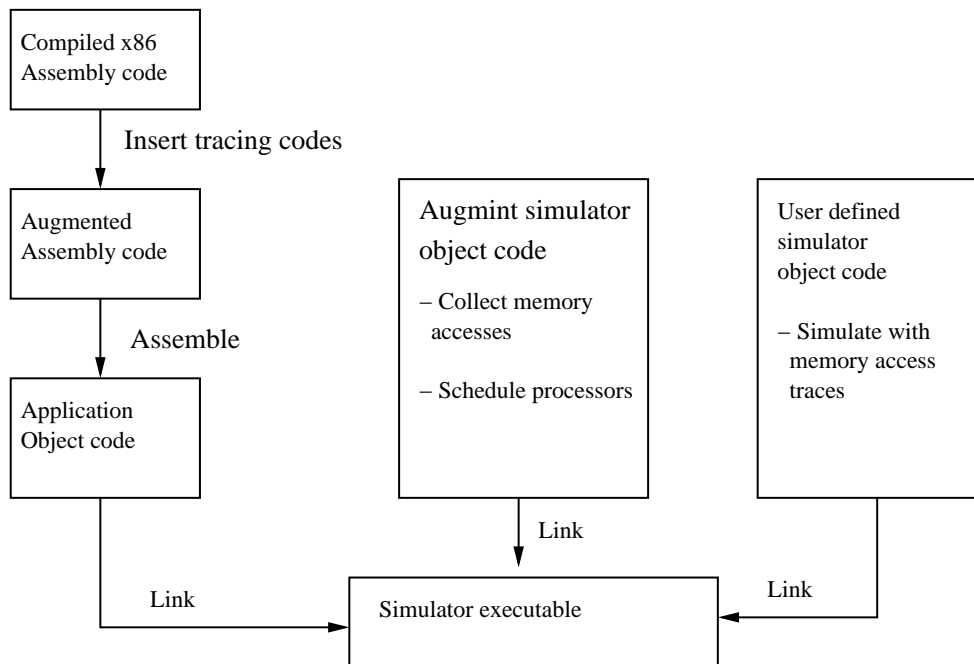 Compiled x86
Assembly code
Insert tracing codes
Augmented
Assembly code
Assemble
Application
Object code
Augmint simulator
object code
– Collect memory
accesses
– Schedule processors
User defined
simulator
object code
– Simulate with
memory access
traces
Link
Link
Link
Simulator executable